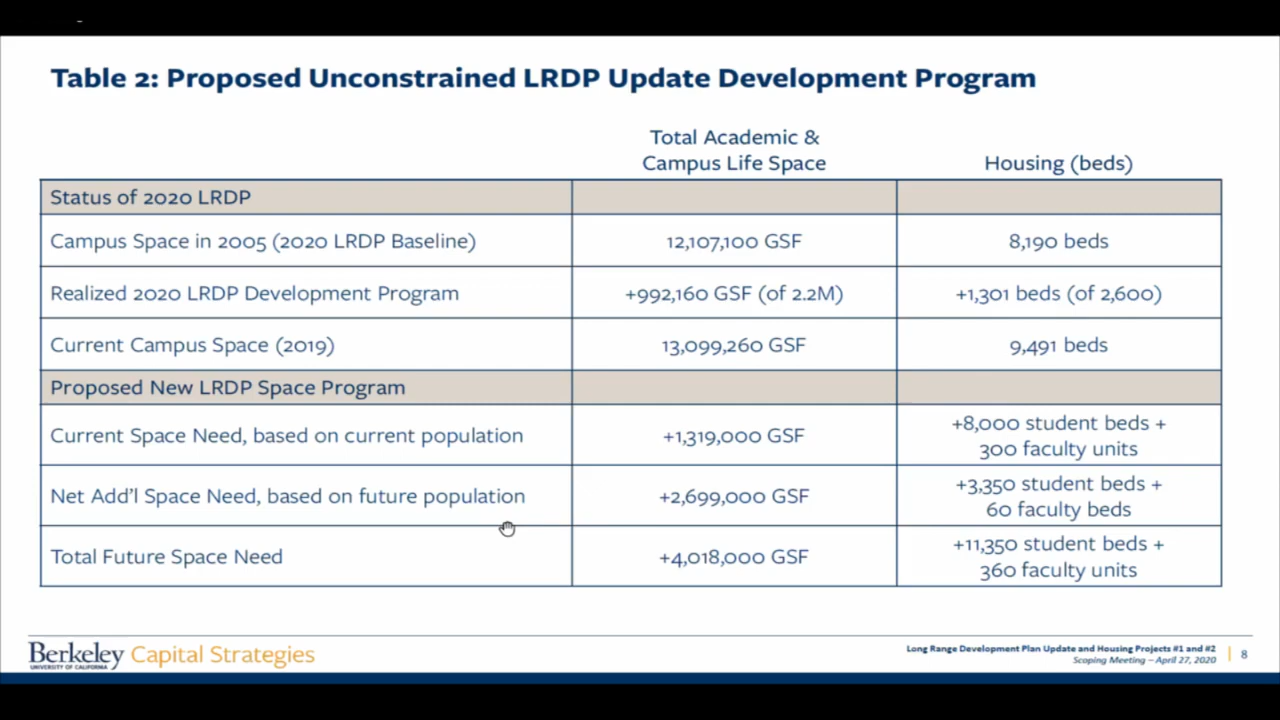 Table 2: Proposed Unconstrained LRDP Update Development Program
Total Academic &
Campus Life Space
Housing (beds)
Status of 2020 LRDP
Campus Space in 2005 (2020 LRDP Baseline)
12,107,100 GSF
8,190 beds
Realized 2020 LRDP Development Program
+992,160 GSF (of 2.2M)
+1,301 beds (of 2,600)
Current Campus Space (2019)
13,099,260 GSF
9,491 beds
Proposed New LRDP Space Program
Current Space Need, based on current population
+1,319,000 GSF
+8,000 student beds +
300 faculty units
Net Add'l Space Need, based on future population
+2,699,000 GSF
+3,350 student beds +
60 faculty beds
Total Future Space Need
+4,018,000 GSF
+11,350 student beds +
360 faculty units
Berkeley Capital Strategies
UNIVERSITY OF CALIFORNIA
Long Range Development Plan Update and Housing Projects #1 and #2
Scoping Meeting – April 27, 2020
8